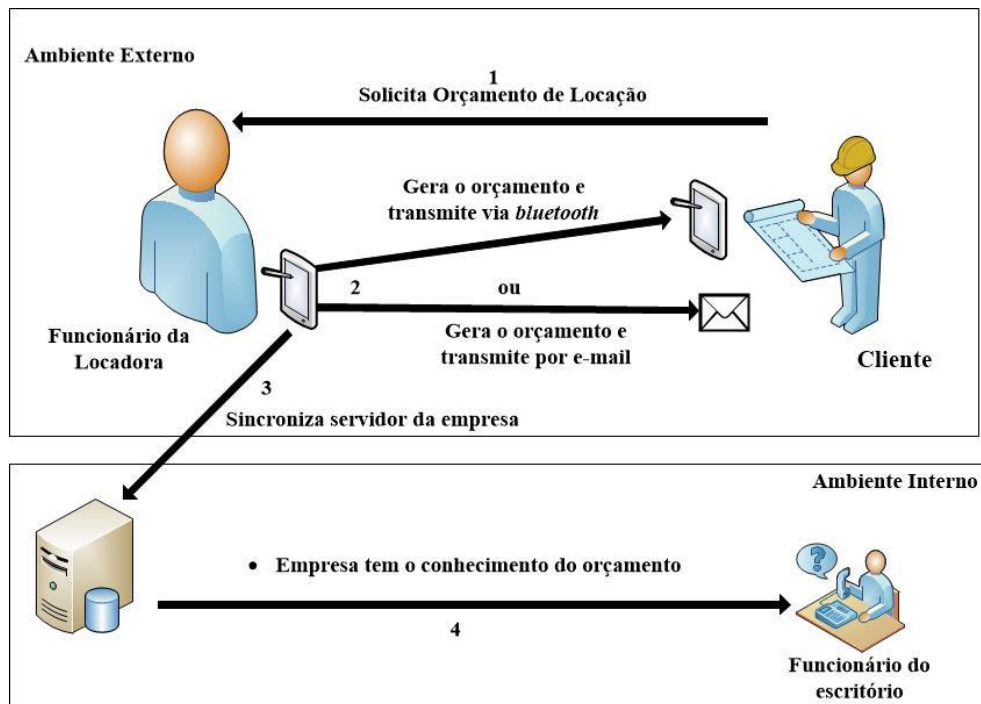 Ambiente Externo
1
Solicita Orçamento de Locação
Gera o orçamento e
transmite via bluetooth
2
ou
Gera o orçamento e
transmite por e-mail
Funcionário da
Locadora
Cliente
3
Sincroniza servidor da empresa
Ambiente Interno
• Empresa tem o conhecimento do orçamento
4
?
Funcionário do
escritório